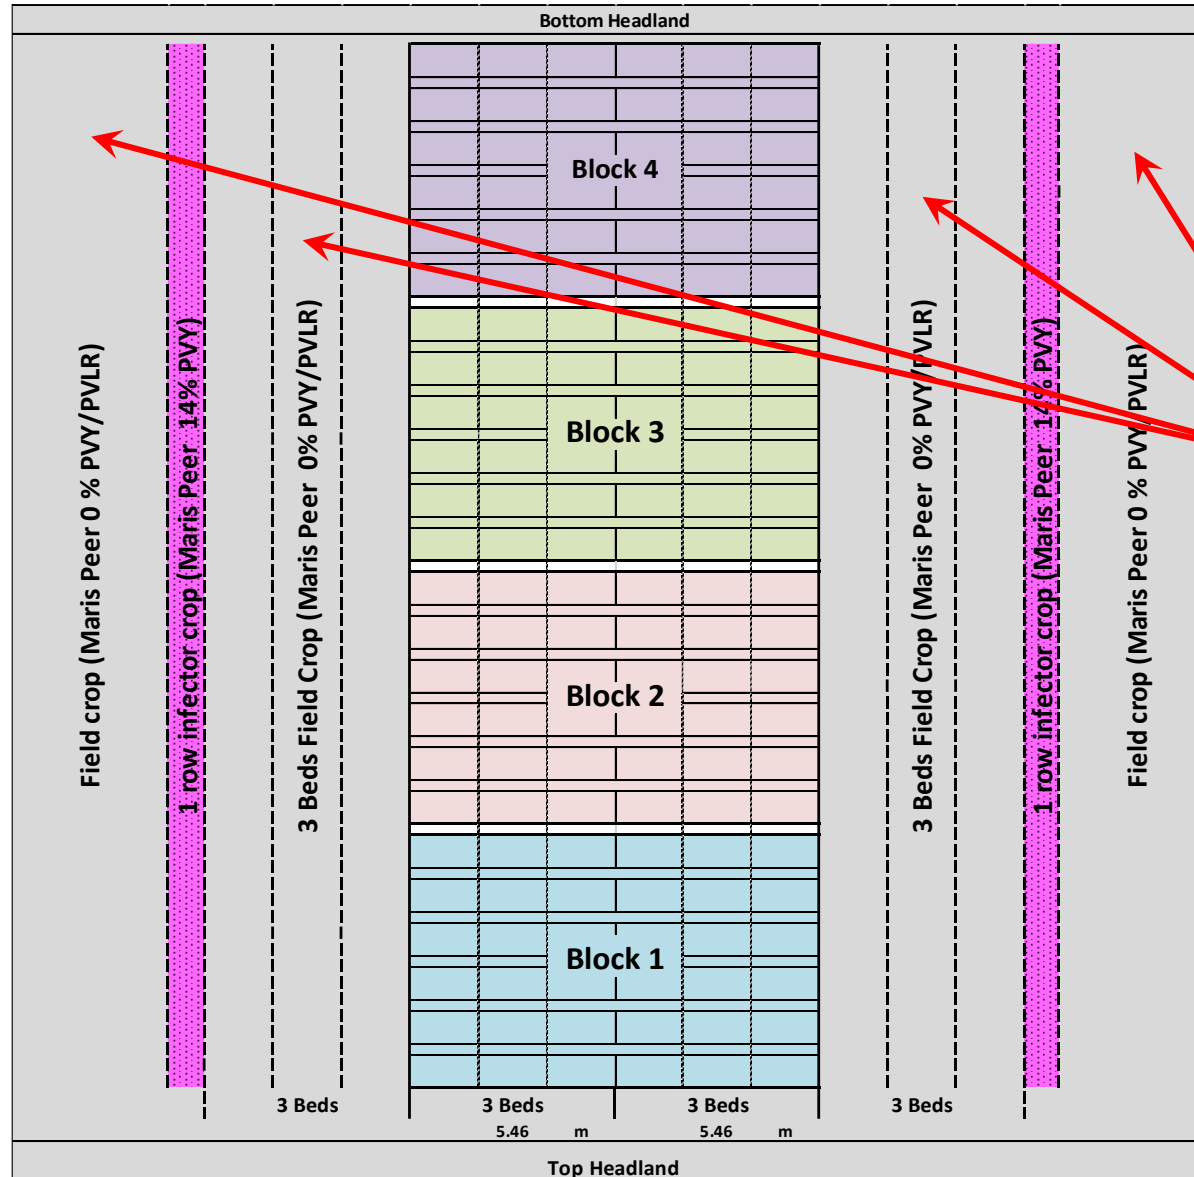 Bottom Headland
Block 4
Block 3
Block 2
Block 1
Field crop (Maris Peer 0 % PVY/PVLR)
1 row infector crop (Maris Peer  14% PVY)
3 Beds Field Crop (Maris Peer  0% PVY/PVLR)
3 Beds Field Crop (Maris Peer  0% PVY/PVLR)
1 row infector crop (Maris Peer  14% PVY)
Field crop (Maris Peer 0 % PVY/PVLR)
3 Beds 3 Beds 3 Beds 3 Beds
5.46 m 5.46 m
Top Headland